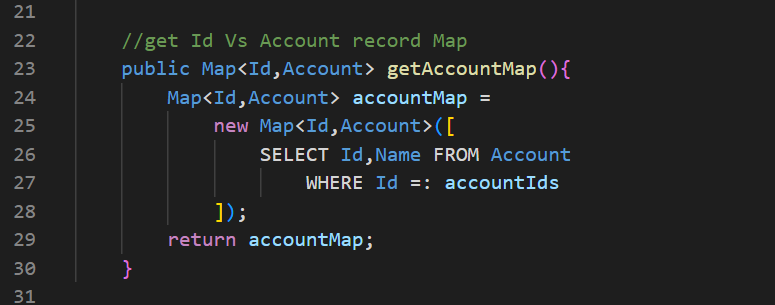 21
22 //get Id Vs Account record Map
23 public Map<Id,Account> getAccountMap(){
24 Map<Id,Account> accountMap =
25 new Map<Id,Account>([
26 SELECT Id,Name FROM Account
27 WHERE Id =: accountIds
28 ]);
29 return accountMap;
30 }
31